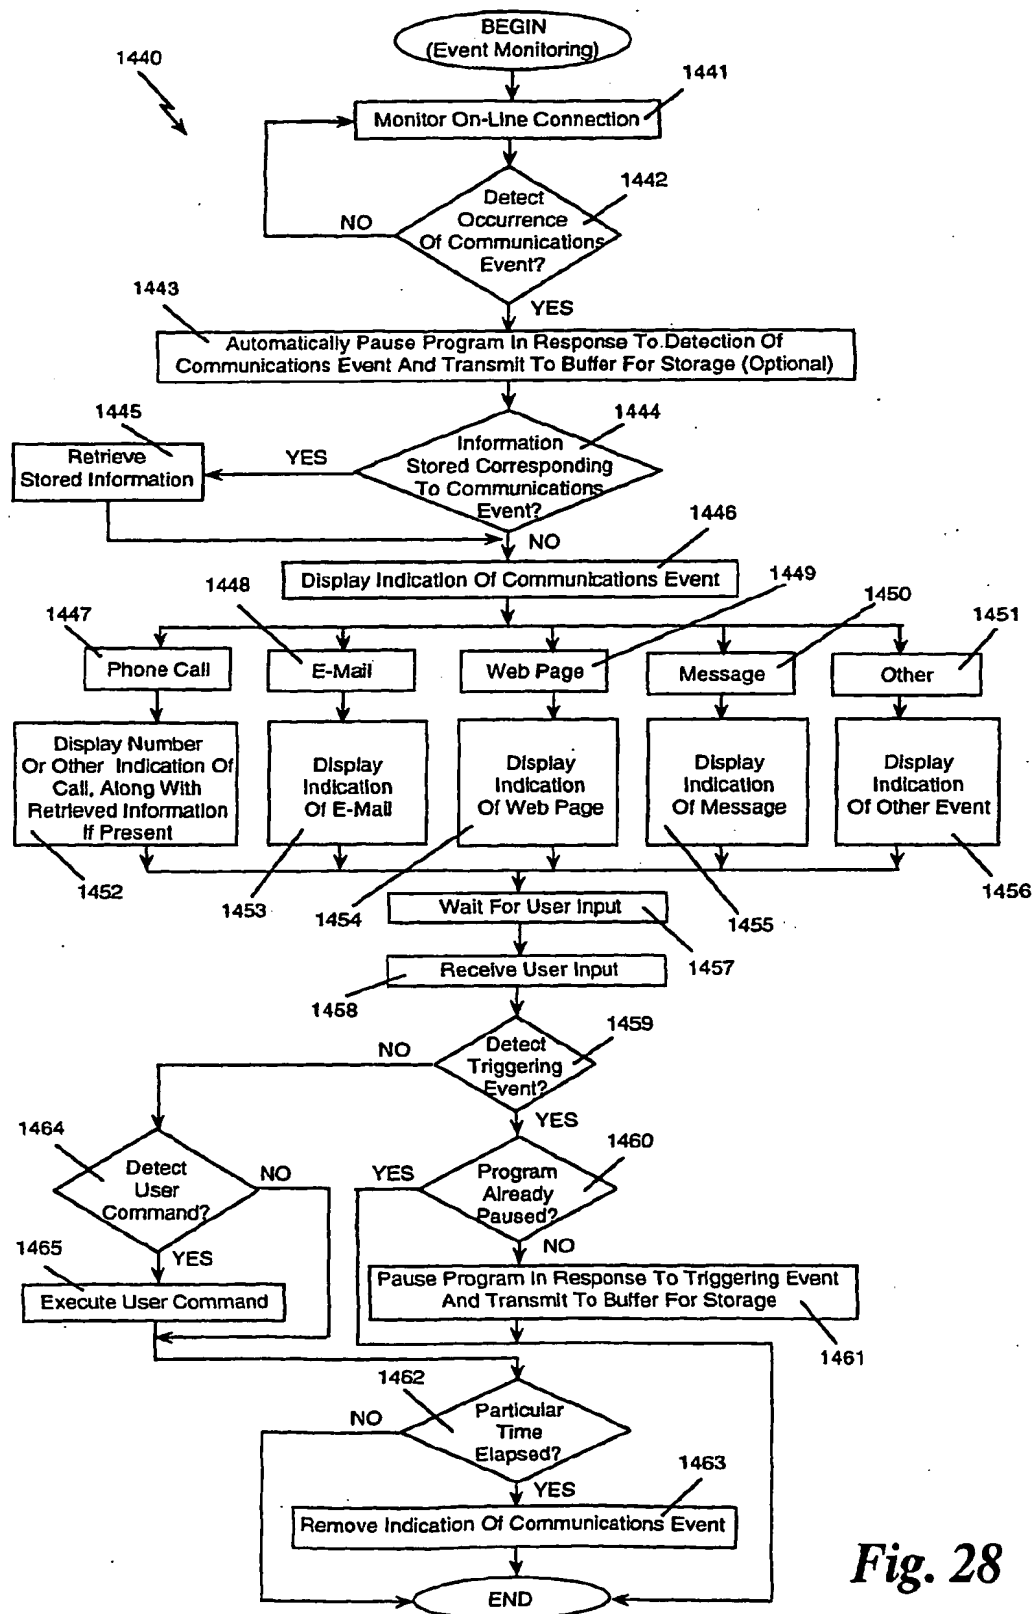 BEGIN
(Event Monitoring)
1440
1441
Monitor On-Line Connection
1442
Detect
Occurrence
Of Communications
Event?
NO
YES
1443
Automatically Pause Program In Response To Detection Of
Communications Event And Transmit To Buffer For Storage (Optional)
1444
1445
Information
Stored Corresponding
To Communications
Event?
YES
Retrieve
Stored Information
NO
1446
Display Indication Of Communications Event
1447
1448
1449
1450
1451
Phone Call
E-Mail
Web Page
Message
Other
Display Number
Or Other Indication Of
Call, Along With
Retrieved Information
If Present
Display
Indication
Of E-Mail
Display
Indication
Of Web Page
Display
Indication
Of Message
Display
Indication
Of Other Event
1452
1453
1454
1455
1456
Wait For User Input
1457
Receive User Input
1458
1459
Detect
Triggering
Event?
NO
YES
1464
Detect
User
Command?
NO
YES
1460
Program
Already
Paused?
YES
NO
1465
Execute User Command
Pause Program In Response To Triggering Event
And Transmit To Buffer For Storage
1461
1462
Particular
Time
Elapsed?
NO
YES
1463
Remove Indication Of Communications Event
END
Fig. 28